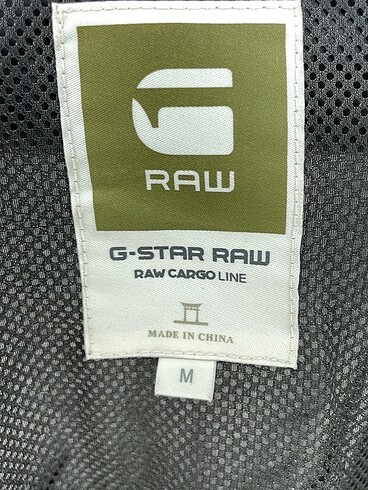 RAW
G-STAR RAW
RAW CARGO LINE
MADE IN CHINA
M